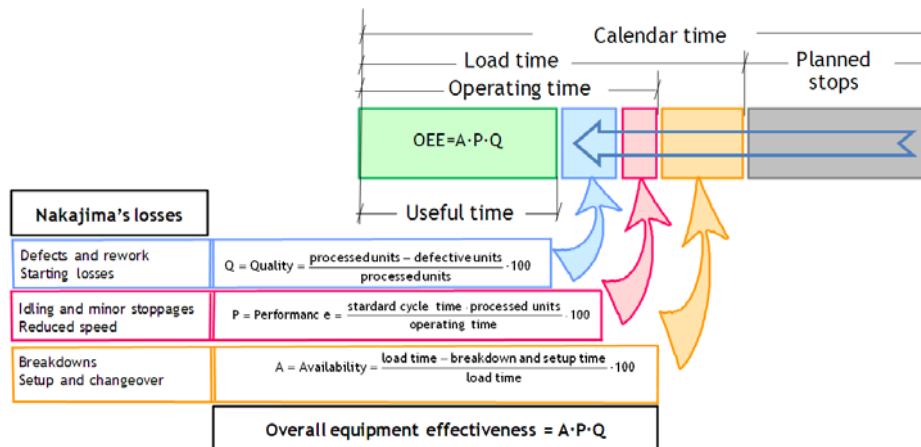 Calendar time
Load time
Planned
stops
Operating time
OEE=A·P·Q
Useful time
Nakajima's losses
Defects and rework
Starting losses
Q = Quality = processed units − defective units / processed units · 100
Idling and minor stoppages
Reduced speed
P = Performanc e = stardard cycle time · processed units / operating time · 100
Breakdowns
Setup and changeover
A = Availability = load time − breakdown and setup time / load time · 100
Overall equipment effectiveness = A·P·Q